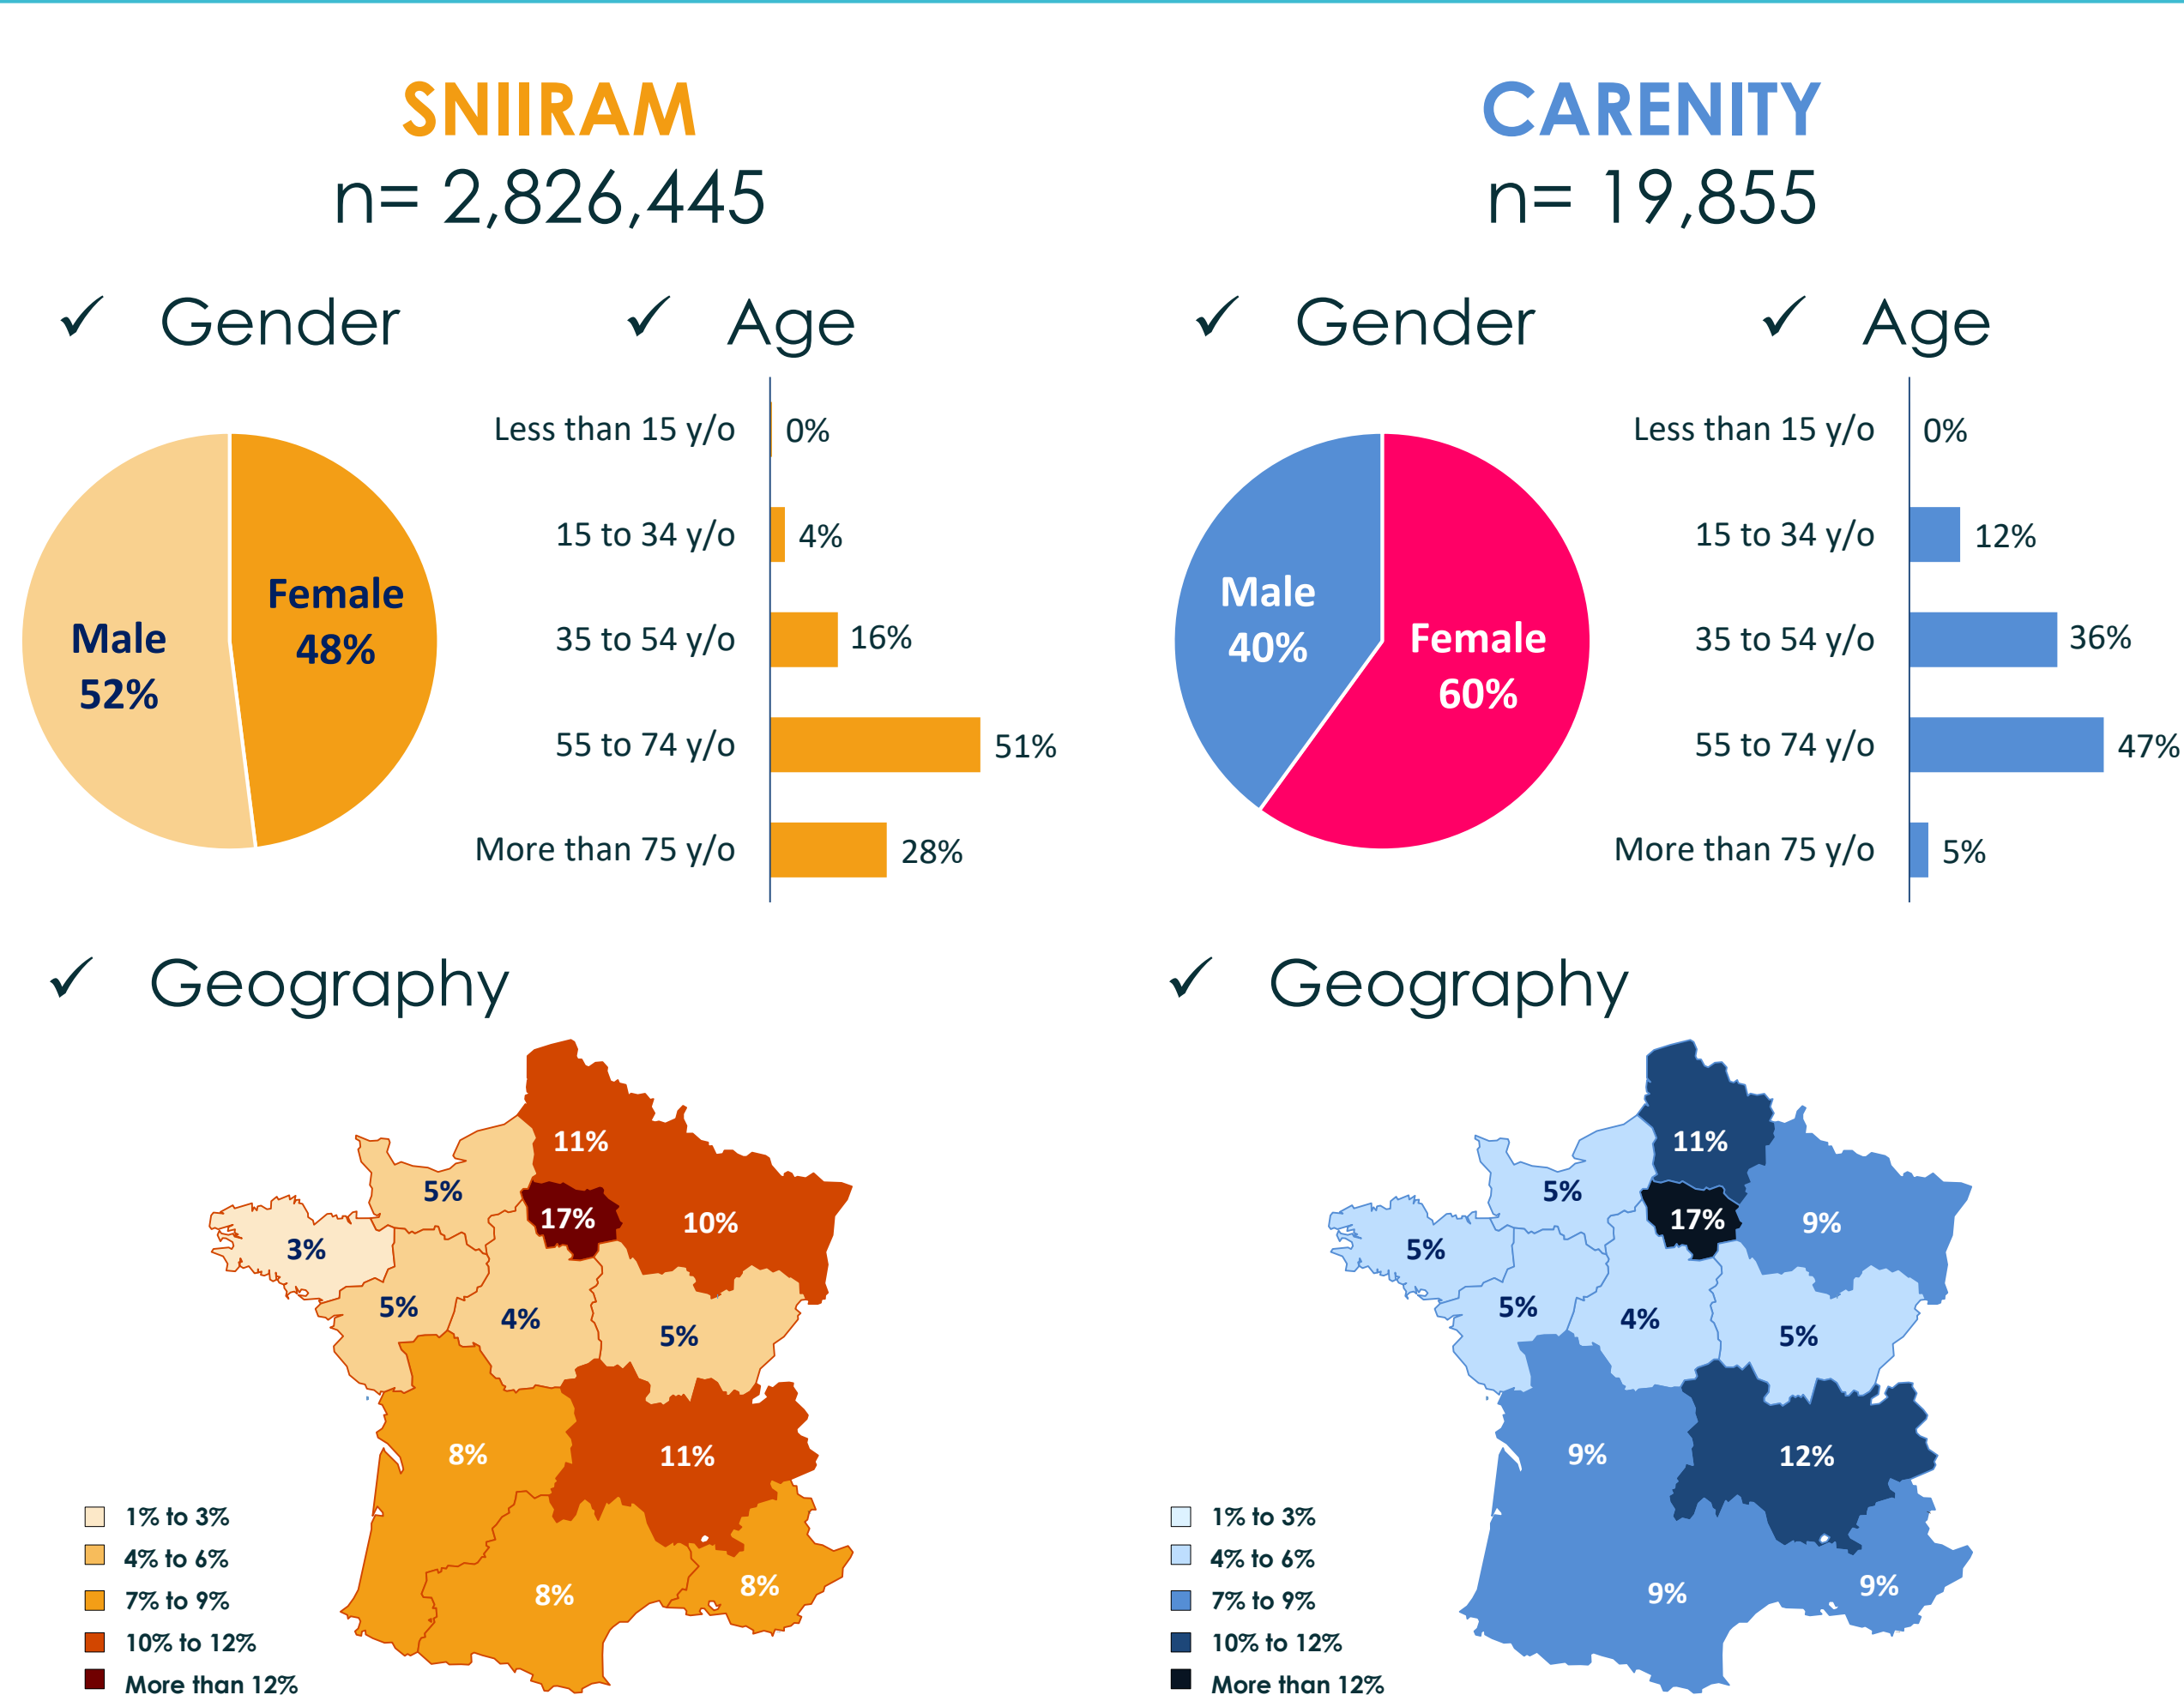 SNIIRAM
n= 2,826,445
✓ Gender
✓ Age
Male
52%
Female
48%
Less than 15 y/o 0%
15 to 34 y/o 4%
35 to 54 y/o 16%
55 to 74 y/o 51%
More than 75 y/o 28%
✓ Geography
11%
5%
17%
10%
3%
5%
4%
5%
8%
11%
8%
8%
1% to 3%
4% to 6%
7% to 9%
10% to 12%
More than 12%
CARENITY
n= 19,855
✓ Gender
✓ Age
Male
40%
Female
60%
Less than 15 y/o 0%
15 to 34 y/o 12%
35 to 54 y/o 36%
55 to 74 y/o 47%
More than 75 y/o 5%
✓ Geography
11%
5%
17%
9%
5%
5%
4%
5%
9%
12%
9%
9%
1% to 3%
4% to 6%
7% to 9%
10% to 12%
More than 12%